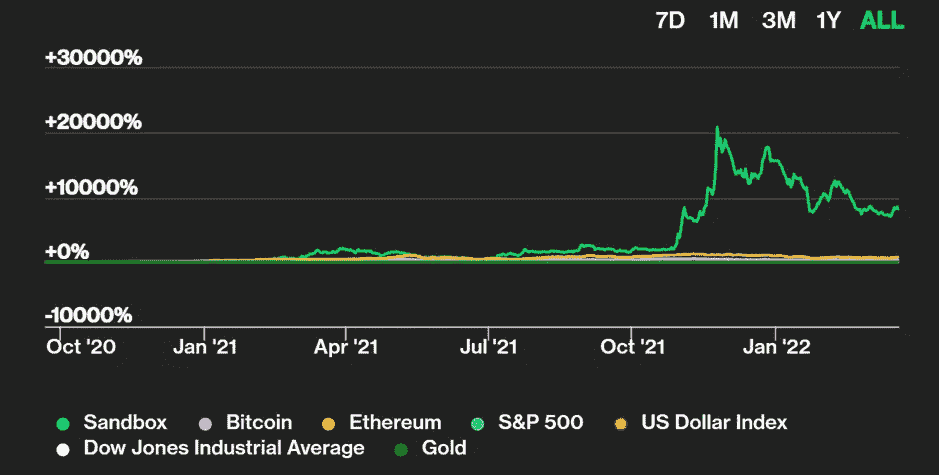 7D 1M 3M 1Y ALL
+30000%
+20000%
+10000%
+0%
-10000%
Oct '20 Jan '21 Apr '21 Jul '21 Oct '21 Jan '22
Sandbox Bitcoin Ethereum S&P 500 US Dollar Index
Dow Jones Industrial Average Gold